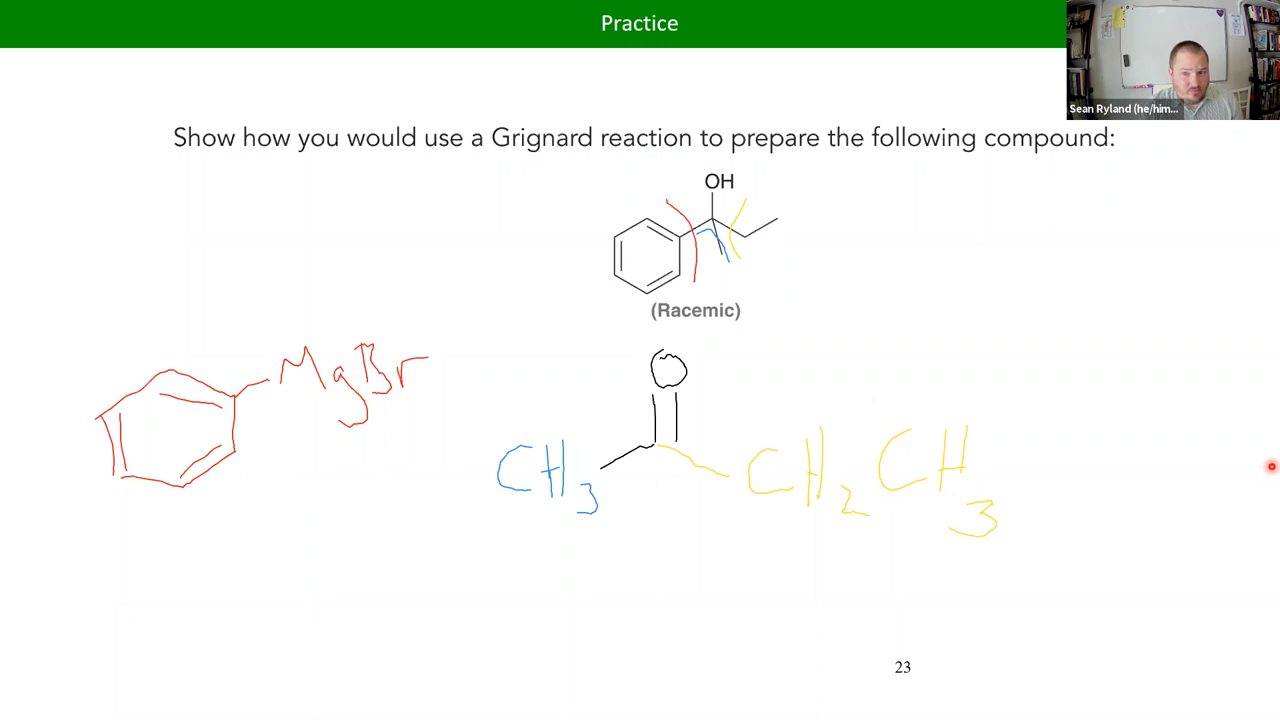 Practice
Sean Ryland (he/him...
Show how you would use a Grignard reaction to prepare the following compound:
OH
(Racemic)
MgBr
O
CH3
CH2CH3
23